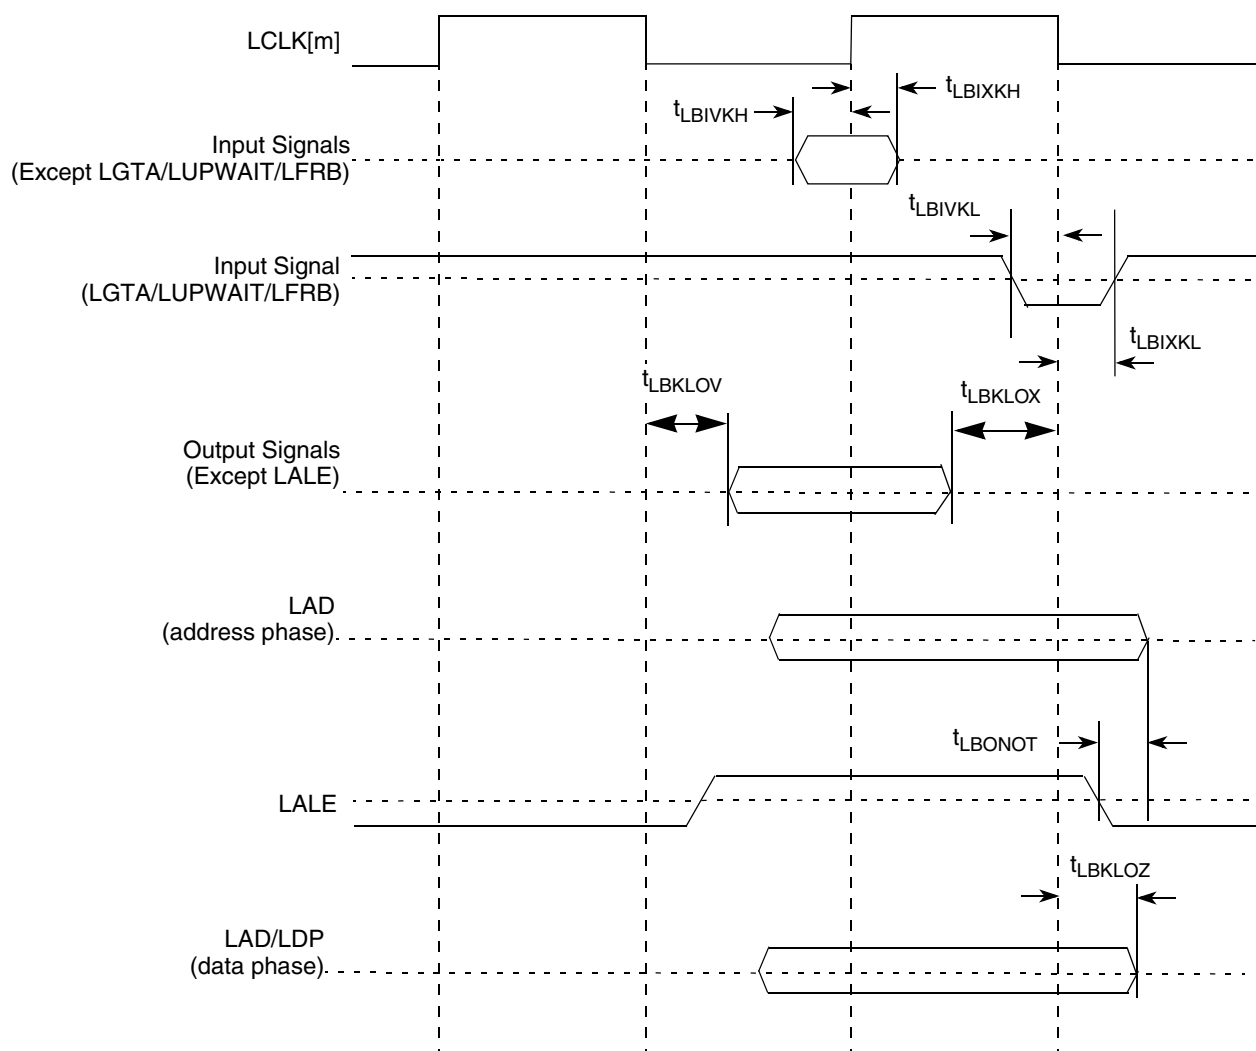 LCLK[m]
tLBIXKH
tLBIVKH
Input Signals
(Except LGTA/LUPWAIT/LFRB)
tLBIVKL
Input Signal
(LGTA/LUPWAIT/LFRB)
tLBIXKL
tLBKLOV
tLBKLOX
Output Signals
(Except LALE)
LAD
(address phase)
tLBONOT
LALE
tLBKLOZ
LAD/LDP
(data phase)